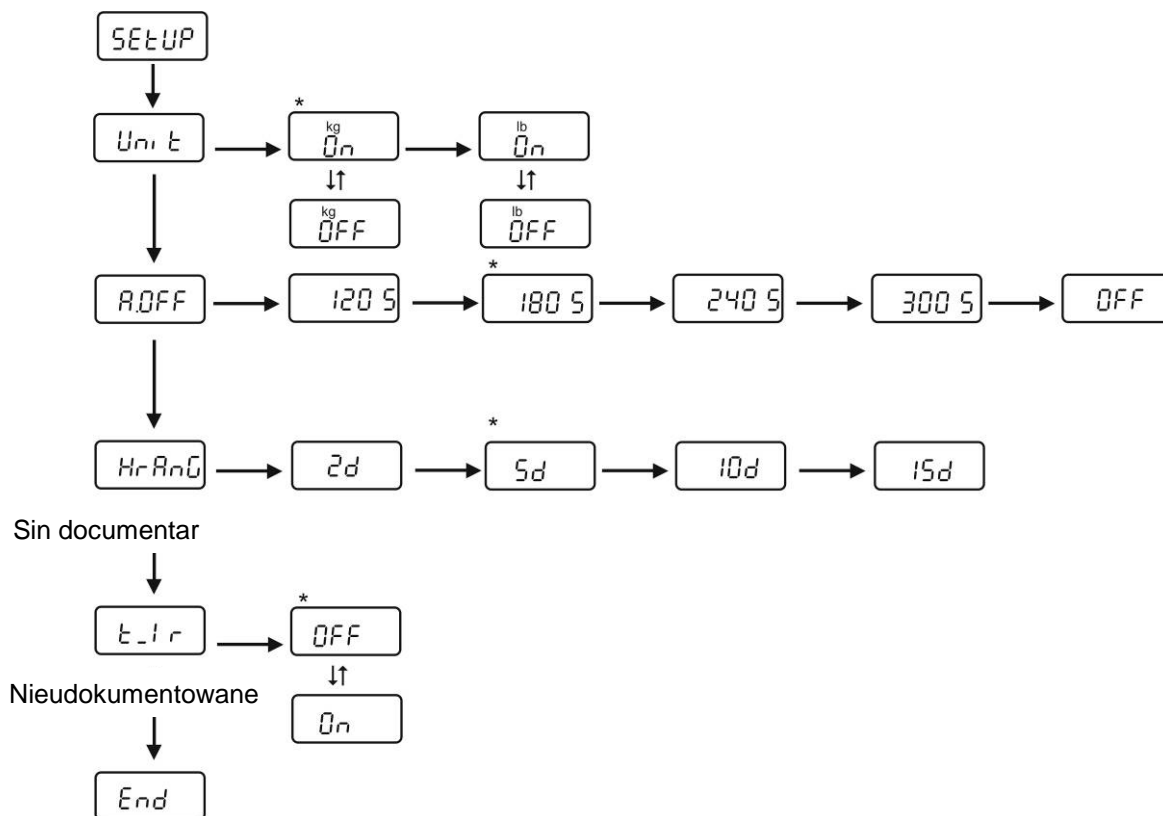 SEtUP
*
Unit
kg
On
lb
On
↓↑
↓↑
kg
OFF
lb
OFF
*
A.OFF
120 S
180 S
240 S
300 S
OFF
*
HrAnG
2d
5d
10d
15d
Sin documentar
*
t_Ir
OFF
↓↑
Nieudokumentowane
On
End